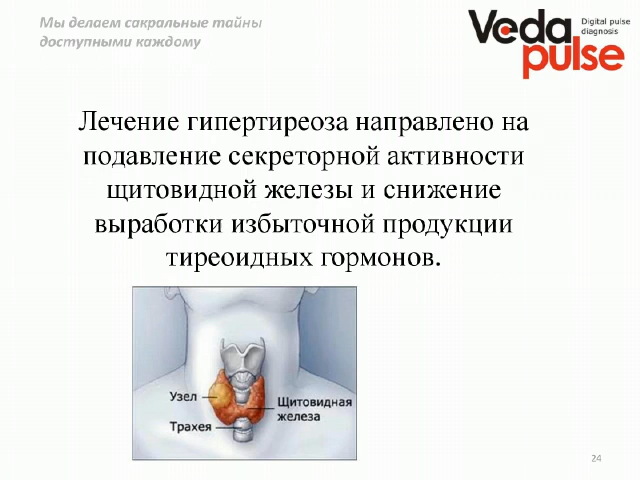 Мы делаем сакральные тайны
доступными каждому
Veda
pulse
Digital pulse
diagnosis
Лечение гипертиреоза направлено на
подавление секреторной активности
щитовидной железы и снижение
выработки избыточной продукции
тиреоидных гормонов.
Узел
Щитовидная
железа
Трахея
24